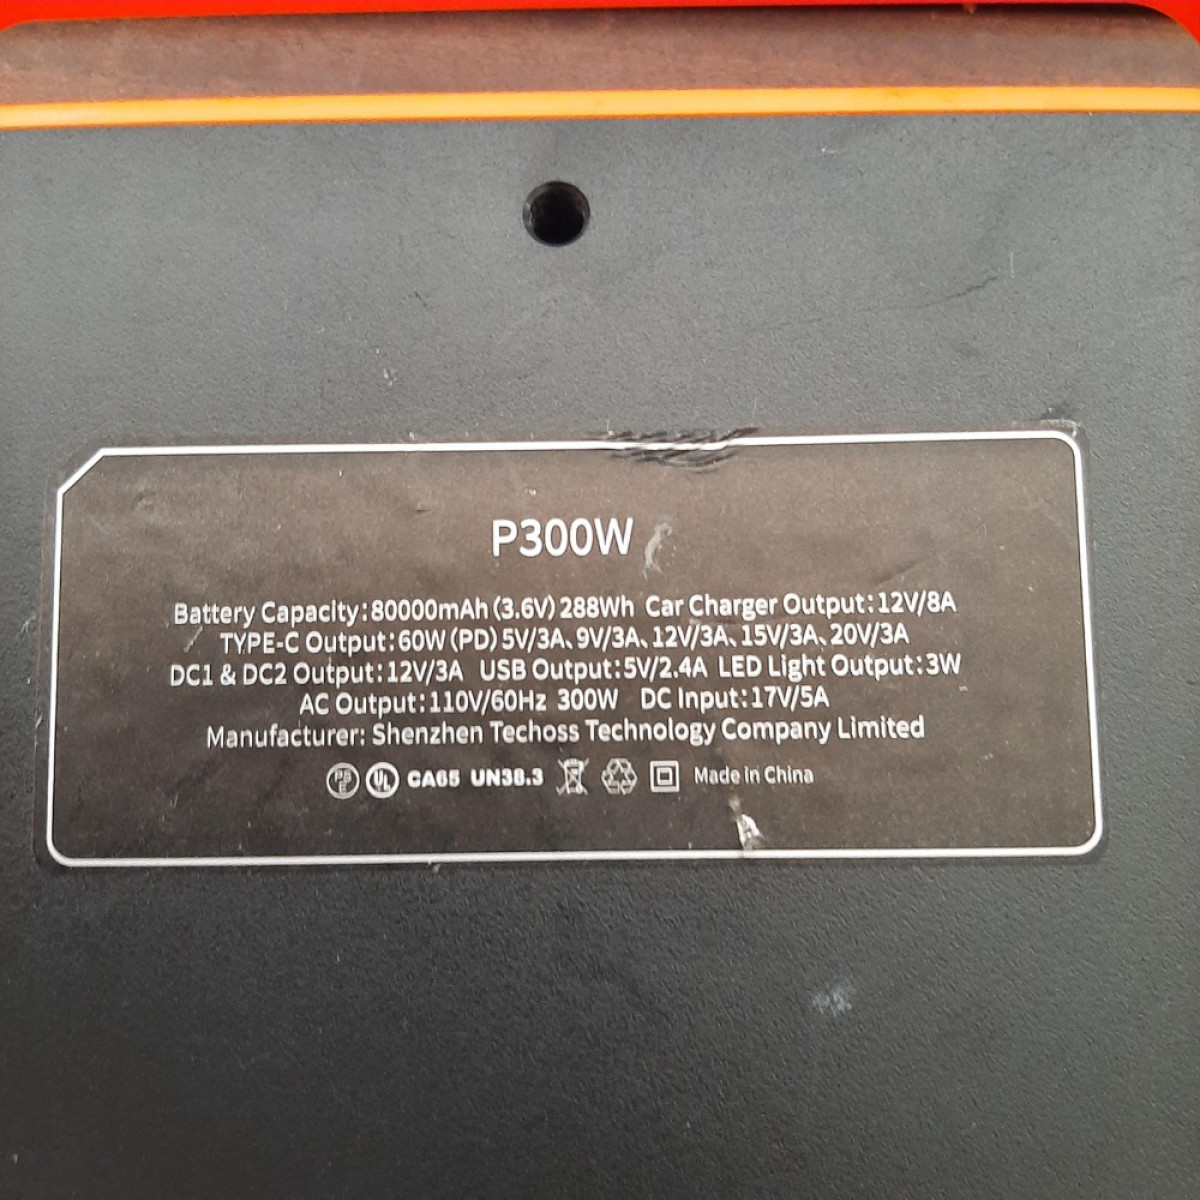 P300W
Battery Capacity:80000mAh(3.6V)288Wh Car Charger Output:12V/8A
TYPE-C Output:60W(PD)5V/3A、9V/3A、12V/3A、15V/3A、20V/3A
DC1 & DC2 Output:12V/3A USB Output:5V/2.4A LED Light Output:3W
AC Output:110V/60Hz 300W DC Input:17V/5A
Manufacturer: Shenzhen Techoss Technology Company Limited
PSE UL CA65 UN38.3 Made in China